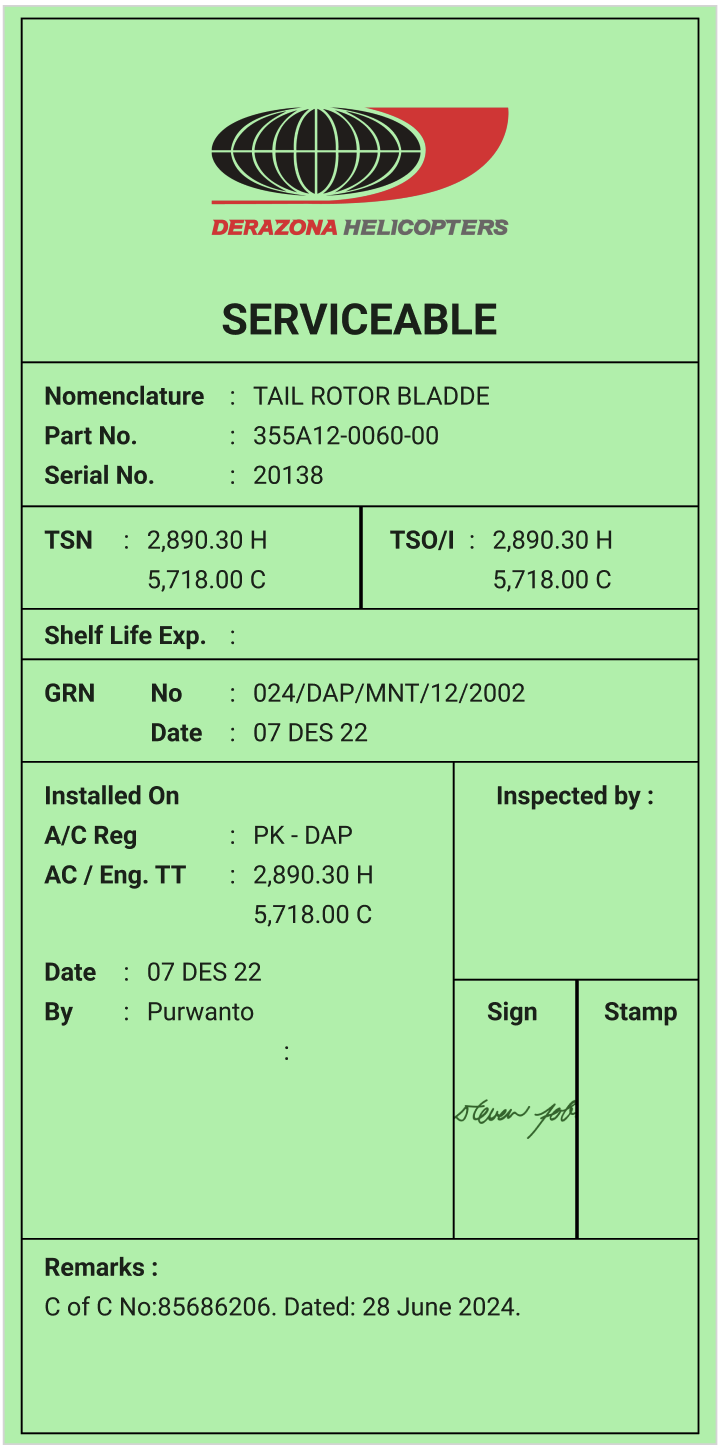 DERAZONA HELICOPTERS
SERVICEABLE
Nomenclature : TAIL ROTOR BLADDE
Part No. : 355A12-0060-00
Serial No. : 20138
TSN : 2,890.30 H
5,718.00 C
TSO/I : 2,890.30 H
5,718.00 C
Shelf Life Exp. :
GRN No : 024/DAP/MNT/12/2002
Date : 07 DES 22
Installed On
A/C Reg : PK - DAP
AC / Eng. TT : 2,890.30 H
5,718.00 C
Date : 07 DES 22
By : Purwanto
:
Inspected by :
Sign
steven job
Stamp
Remarks :
C of C No:85686206. Dated: 28 June 2024.